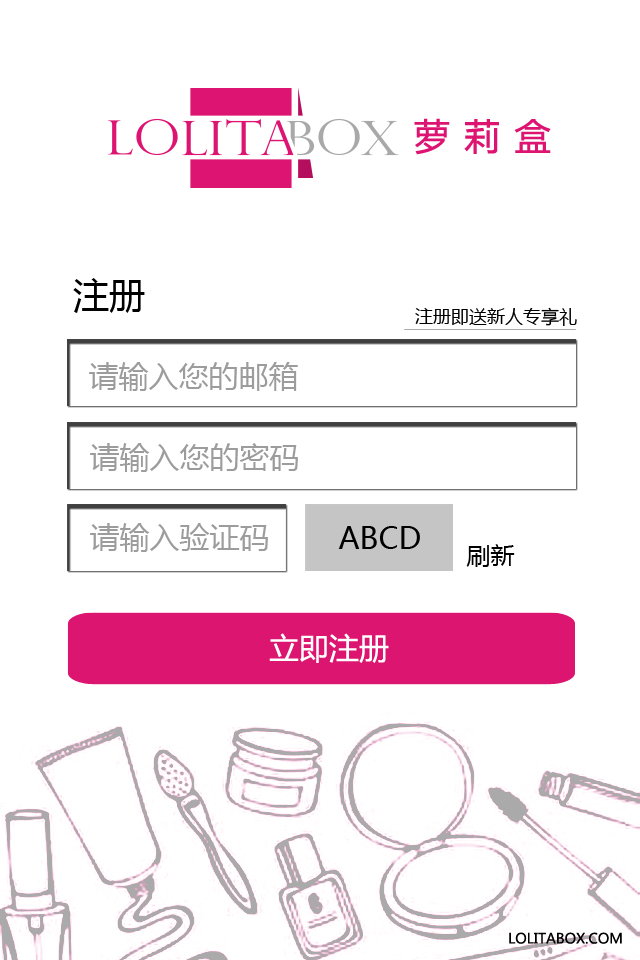 LOLITABOX 萝莉盒
注册
注册即送新人专享礼
请输入您的邮箱
请输入您的密码
请输入验证码 ABCD 刷新
立即注册
LOLITABOX.COM